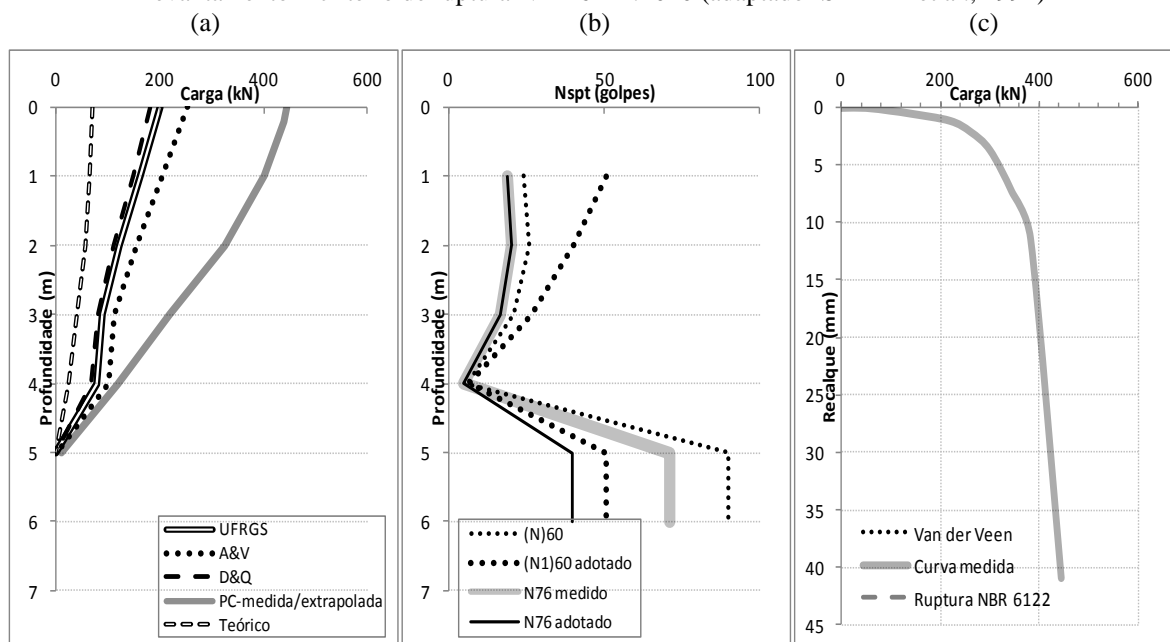 (a)
(b)
(c)
0 200 400 600
Carga (kN)
0
1
2
3
4
5
6
7
Profundidade (m)
UFRGS
A&V
D&Q
PC-medida/extrapolada
Teórico
0 50 100
Nspt (golpes)
0
1
2
3
4
5
6
7
Profundidade (m)
(N)60
(N1)60 adotado
N76 medido
N76 adotado
0 200 400 600
Carga (kN)
0
5
10
15
20
25
30
35
40
45
Recalque (mm)
Van der Veen
Curva medida
Ruptura NBR 6122